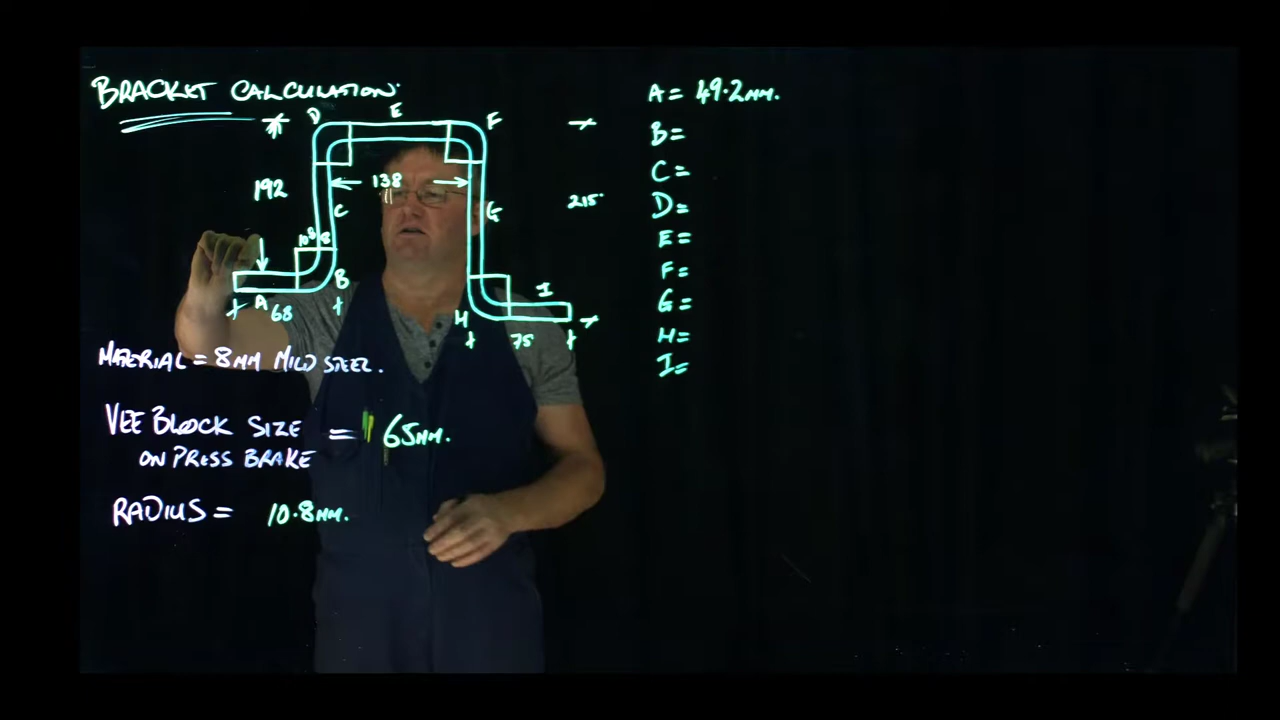 BRACKET CALCULATION:
D E F
192 138 215
C G
10.8 8
B
A 68
I
H 75
MATERIAL = 8MM MILD STEEL.
VEE BLOCK SIZE = 65MM.
ON PRESS BRAKE
RADIUS = 10.8MM.
A = 49.2MM.
B=
C=
D=
E=
F=
G=
H=
I=